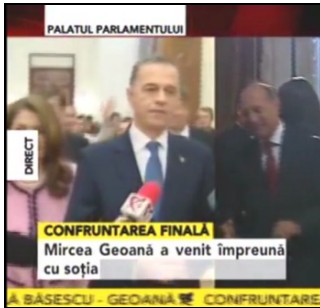 PALATUL PARLAMENTULUI
DIRECT
CONFRUNTAREA FINALĂ
Mircea Geoană a venit împreună
cu soția
Ă BĂSESCU - GEOANĂ CONFRUNTARE